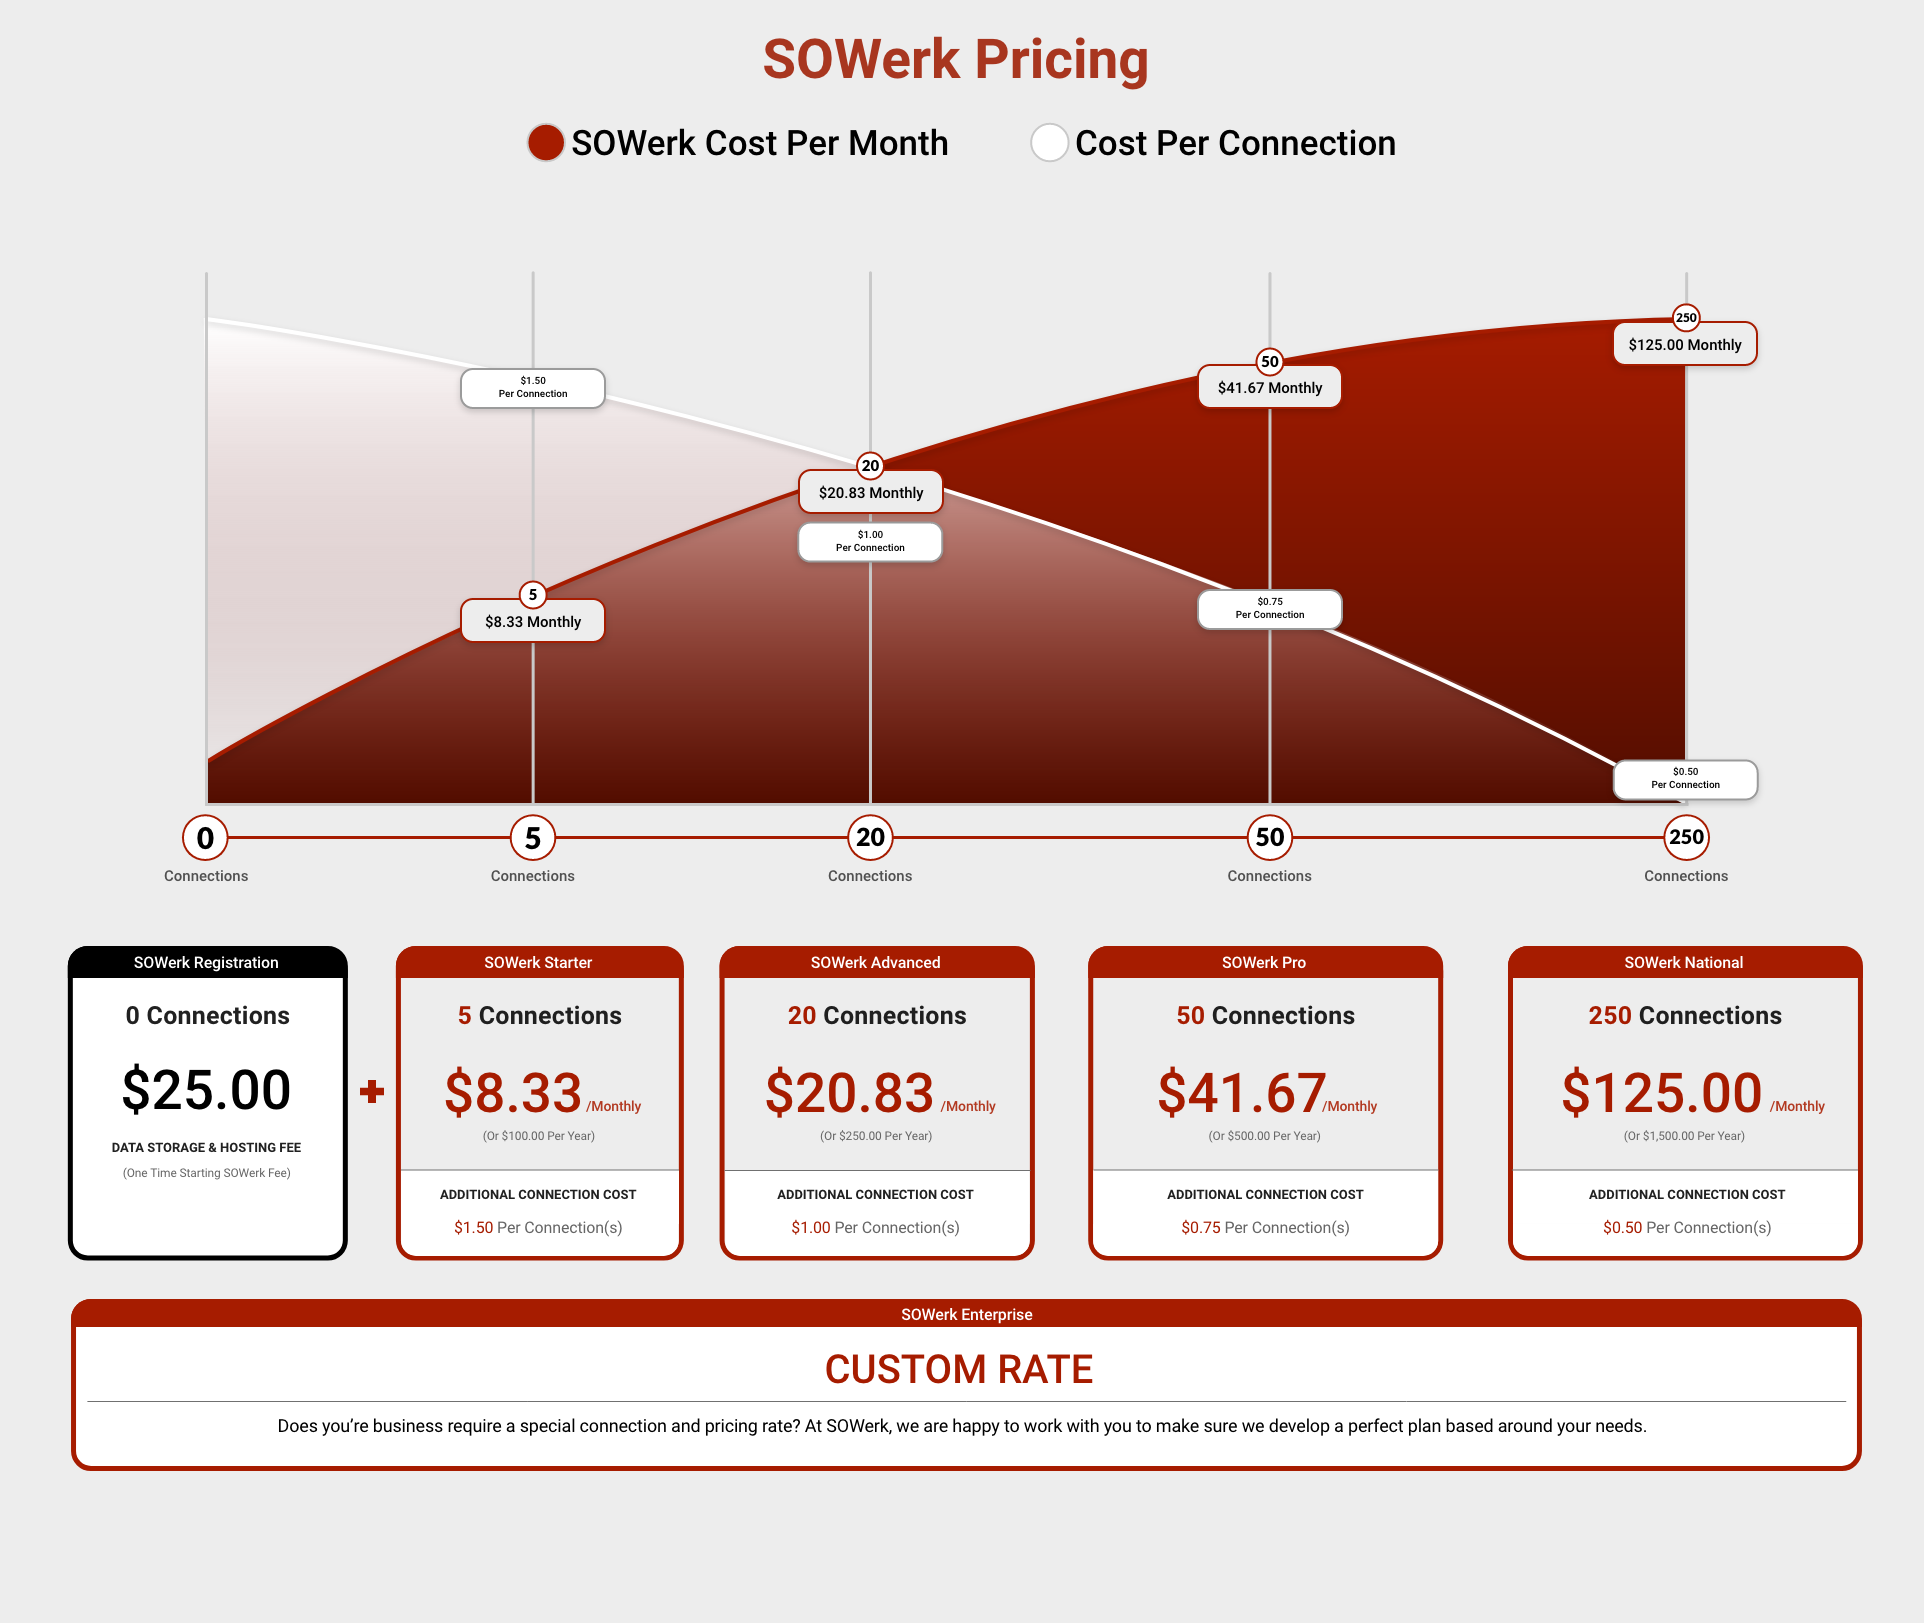 SOWerk Pricing
SOWerk Cost Per Month
Cost Per Connection
250
$125.00 Monthly
50
$41.67 Monthly
$1.50
Per Connection
20
$20.83 Monthly
$1.00
Per Connection
5
$8.33 Monthly
$0.75
Per Connection
$0.50
Per Connection
0
5
20
50
250
Connections
Connections
Connections
Connections
Connections
SOWerk Registration
0 Connections
$25.00
DATA STORAGE & HOSTING FEE
(One Time Starting SOWerk Fee)
SOWerk Starter
5 Connections
$8.33 /Monthly
(Or $100.00 Per Year)
ADDITIONAL CONNECTION COST
$1.50 Per Connection(s)
SOWerk Advanced
20 Connections
$20.83 /Monthly
(Or $250.00 Per Year)
ADDITIONAL CONNECTION COST
$1.00 Per Connection(s)
SOWerk Pro
50 Connections
$41.67/Monthly
(Or $500.00 Per Year)
ADDITIONAL CONNECTION COST
$0.75 Per Connection(s)
SOWerk National
250 Connections
$125.00 /Monthly
(Or $1,500.00 Per Year)
ADDITIONAL CONNECTION COST
$0.50 Per Connection(s)
SOWerk Enterprise
CUSTOM RATE
Does you’re business require a special connection and pricing rate? At SOWerk, we are happy to work with you to make sure we develop a perfect plan based around your needs.